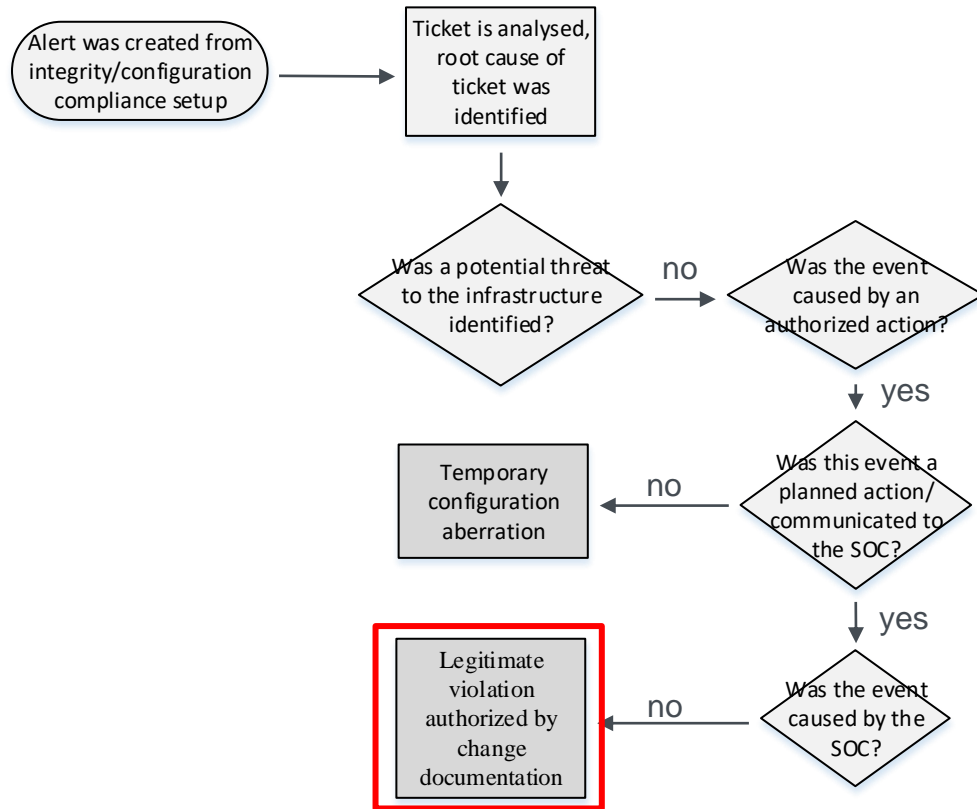 Alert was created from
integrity/configuration
compliance setup
Ticket is analysed,
root cause of
ticket was
identified
Was a potential threat
to the infrastructure
identified?
no
Was the event
caused by an
authorized action?
yes
Was this event a
planned action/
communicated to
the SOC?
no
Temporary
configuration
aberration
yes
Was the event
caused by the
SOC?
no
Legitimate
violation
authorized by
change
documentation